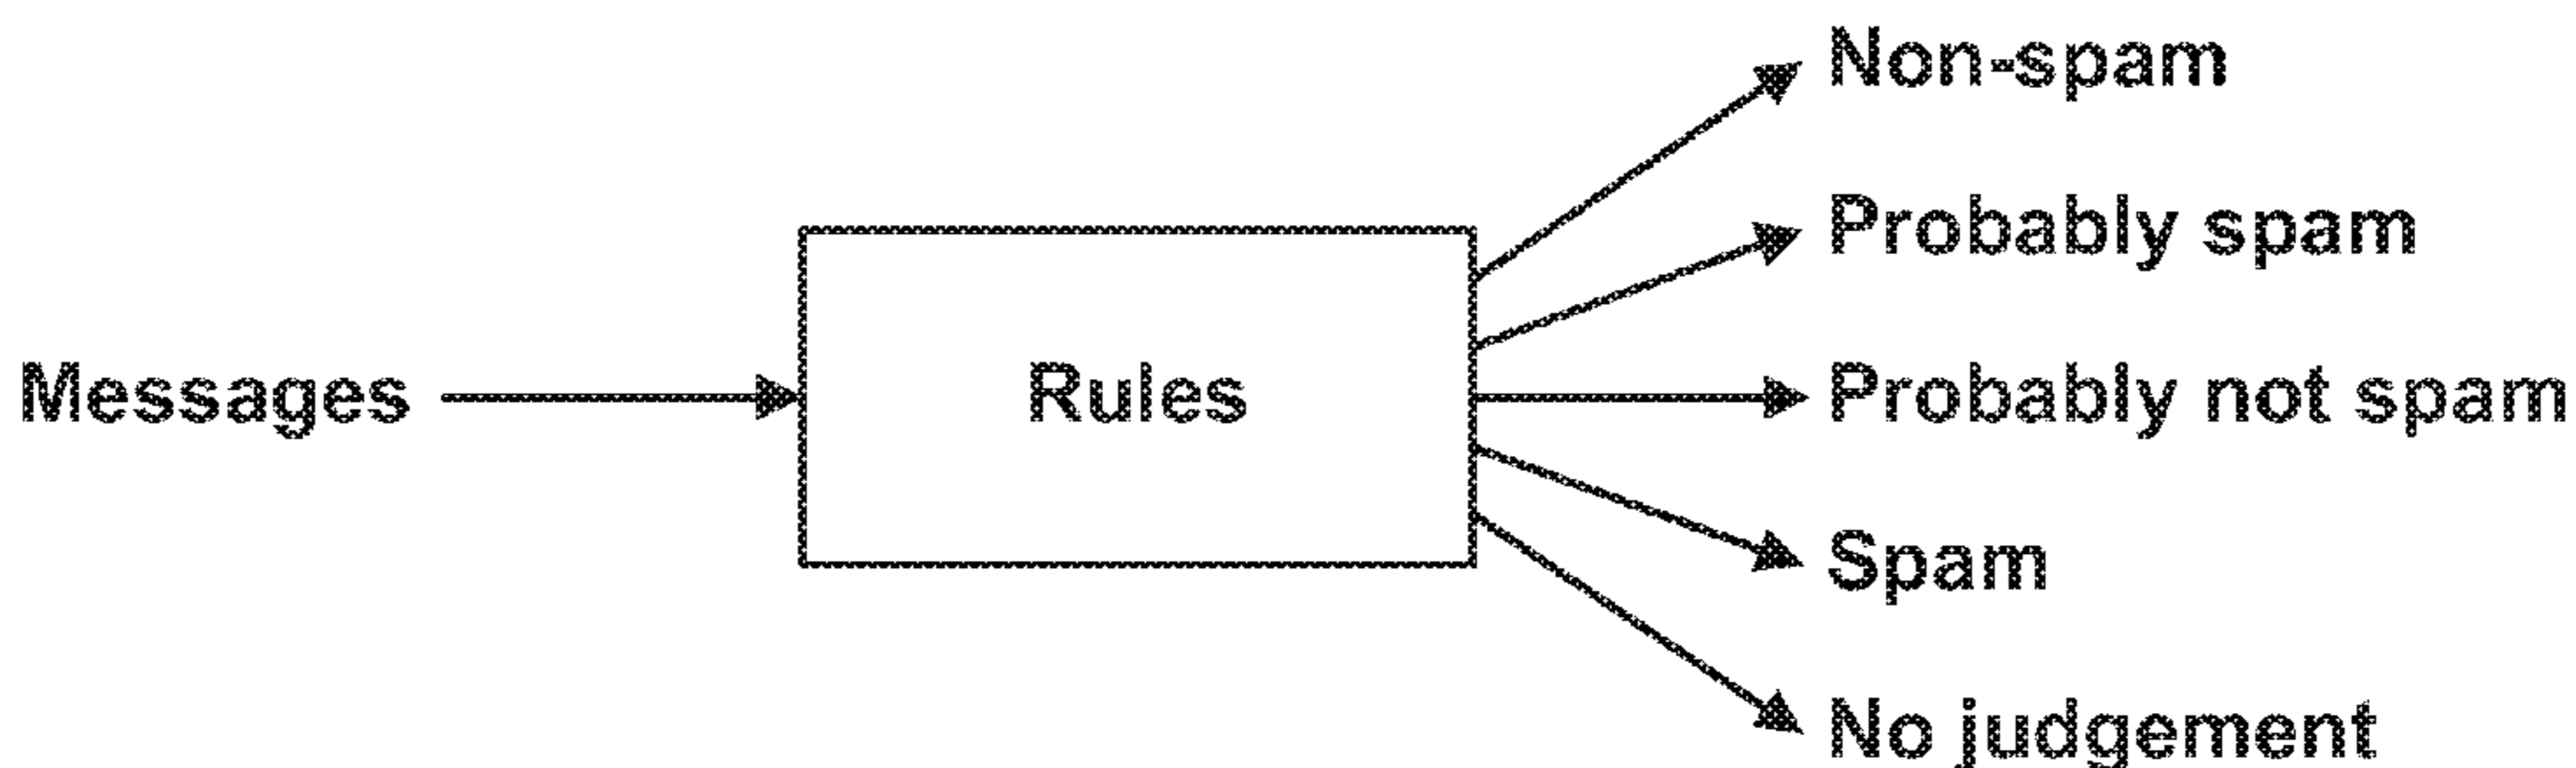 Non-spam
Probably spam
Messages
Rules
Probably not spam
Spam
No judgement